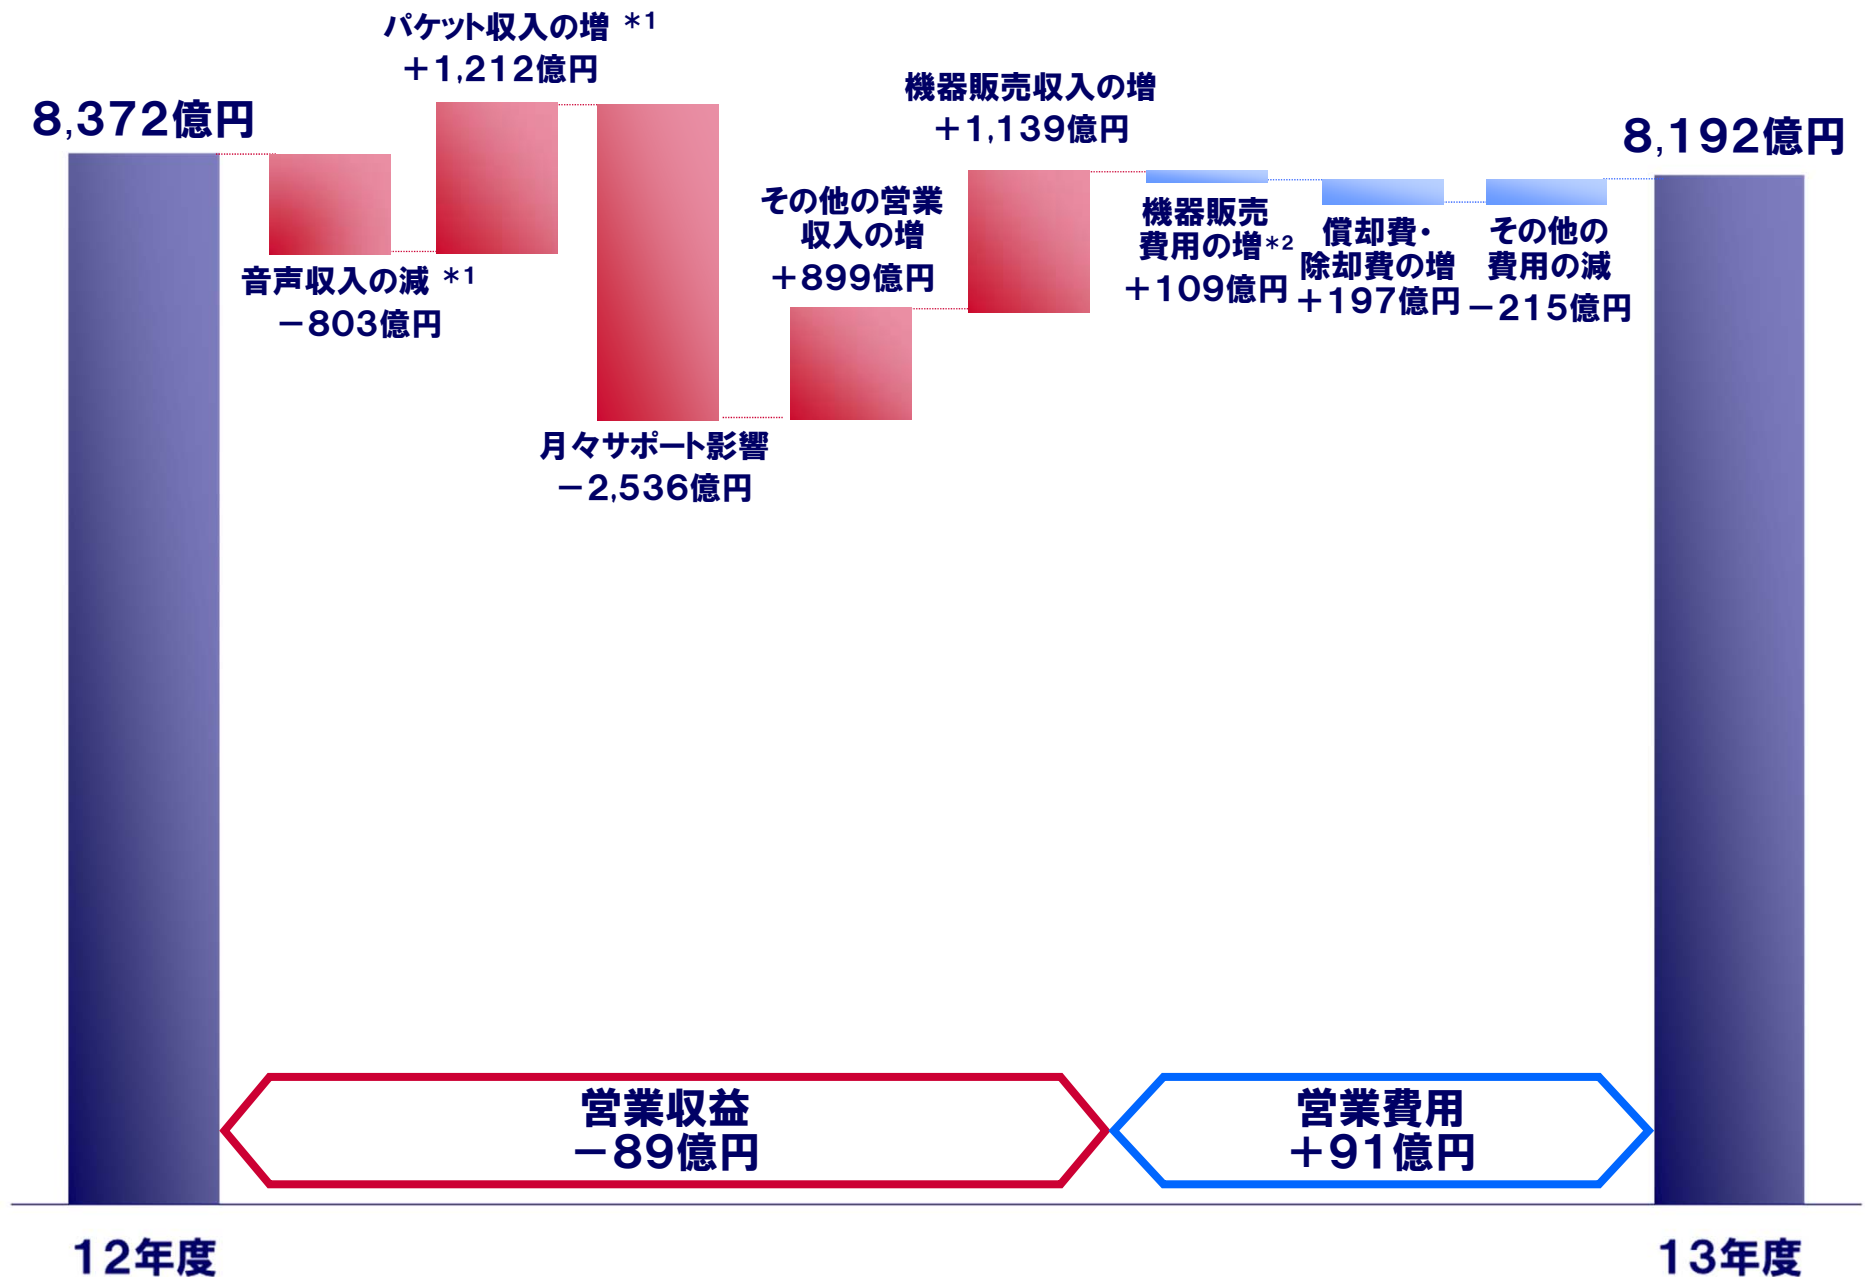 パケット収入の増 *1
+1,212億円
機器販売収入の増
+1,139億円
8,372億円
8,192億円
その他の営業
収入の増
+899億円
機器販売
費用の増*2
+109億円
償却費・
除却費の増
+197億円
その他の
費用の減
-215億円
音声収入の減 *1
-803億円
月々サポート影響
-2,536億円
営業収益
-89億円
営業費用
+91億円
12年度
13年度